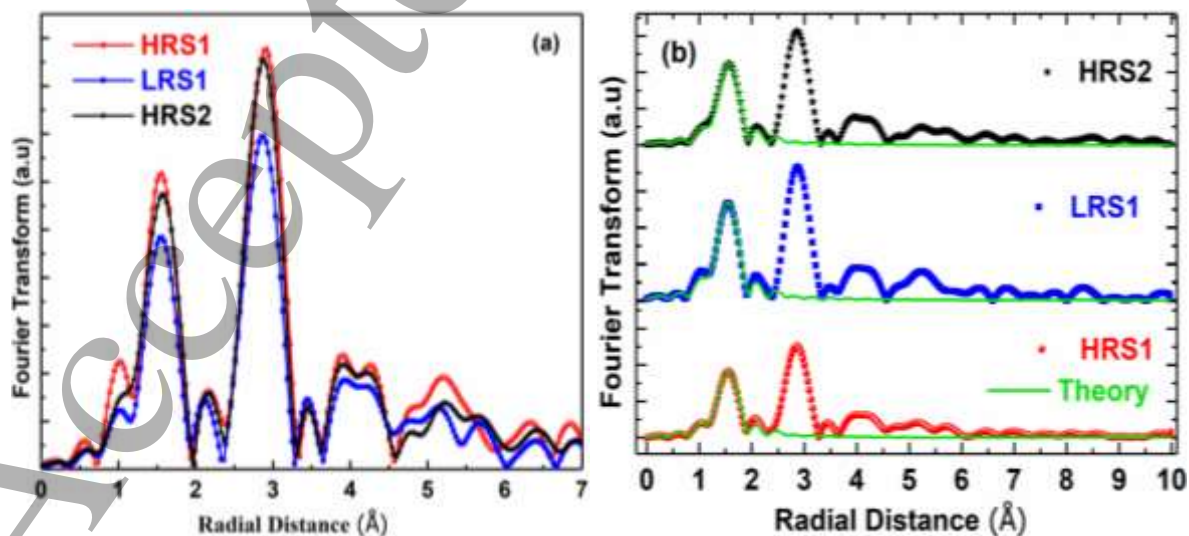 (a)
HRS1
LRS1
HRS2
Fourier Transform (a.u)
0 1 2 3 4 5 6 7
Radial Distance (Å)
Accepte
(b)
HRS2
LRS1
HRS1
Theory
Fourier Transform (a.u)
0 1 2 3 4 5 6 7 8 9 10
Radial Distance (Å)